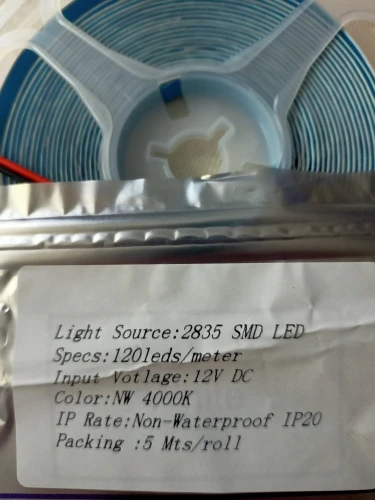 Light Source:2835 SMD LED
Specs:120leds/meter
Input Votlage:12V DC
Color:NW 4000K
IP Rate:Non-Waterproof IP20
Packing :5 Mts/roll